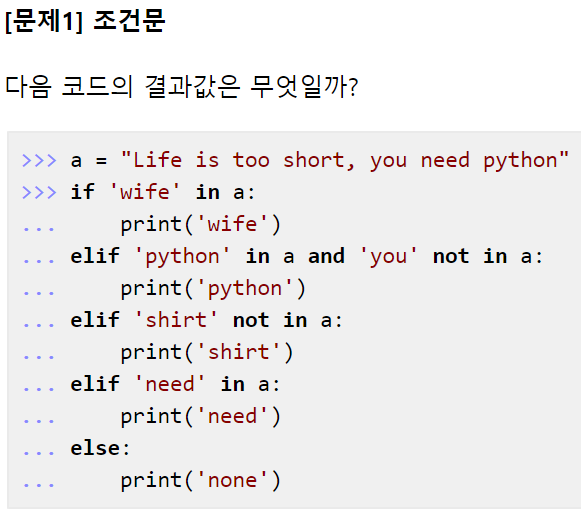 [문제1] 조건문
다음 코드의 결과값은 무엇일까?
>>> a = "Life is too short, you need python"
>>> if 'wife' in a:
...     print('wife')
... elif 'python' in a and 'you' not in a:
...     print('python')
... elif 'shirt' not in a:
...     print('shirt')
... elif 'need' in a:
...     print('need')
... else:
...     print('none')